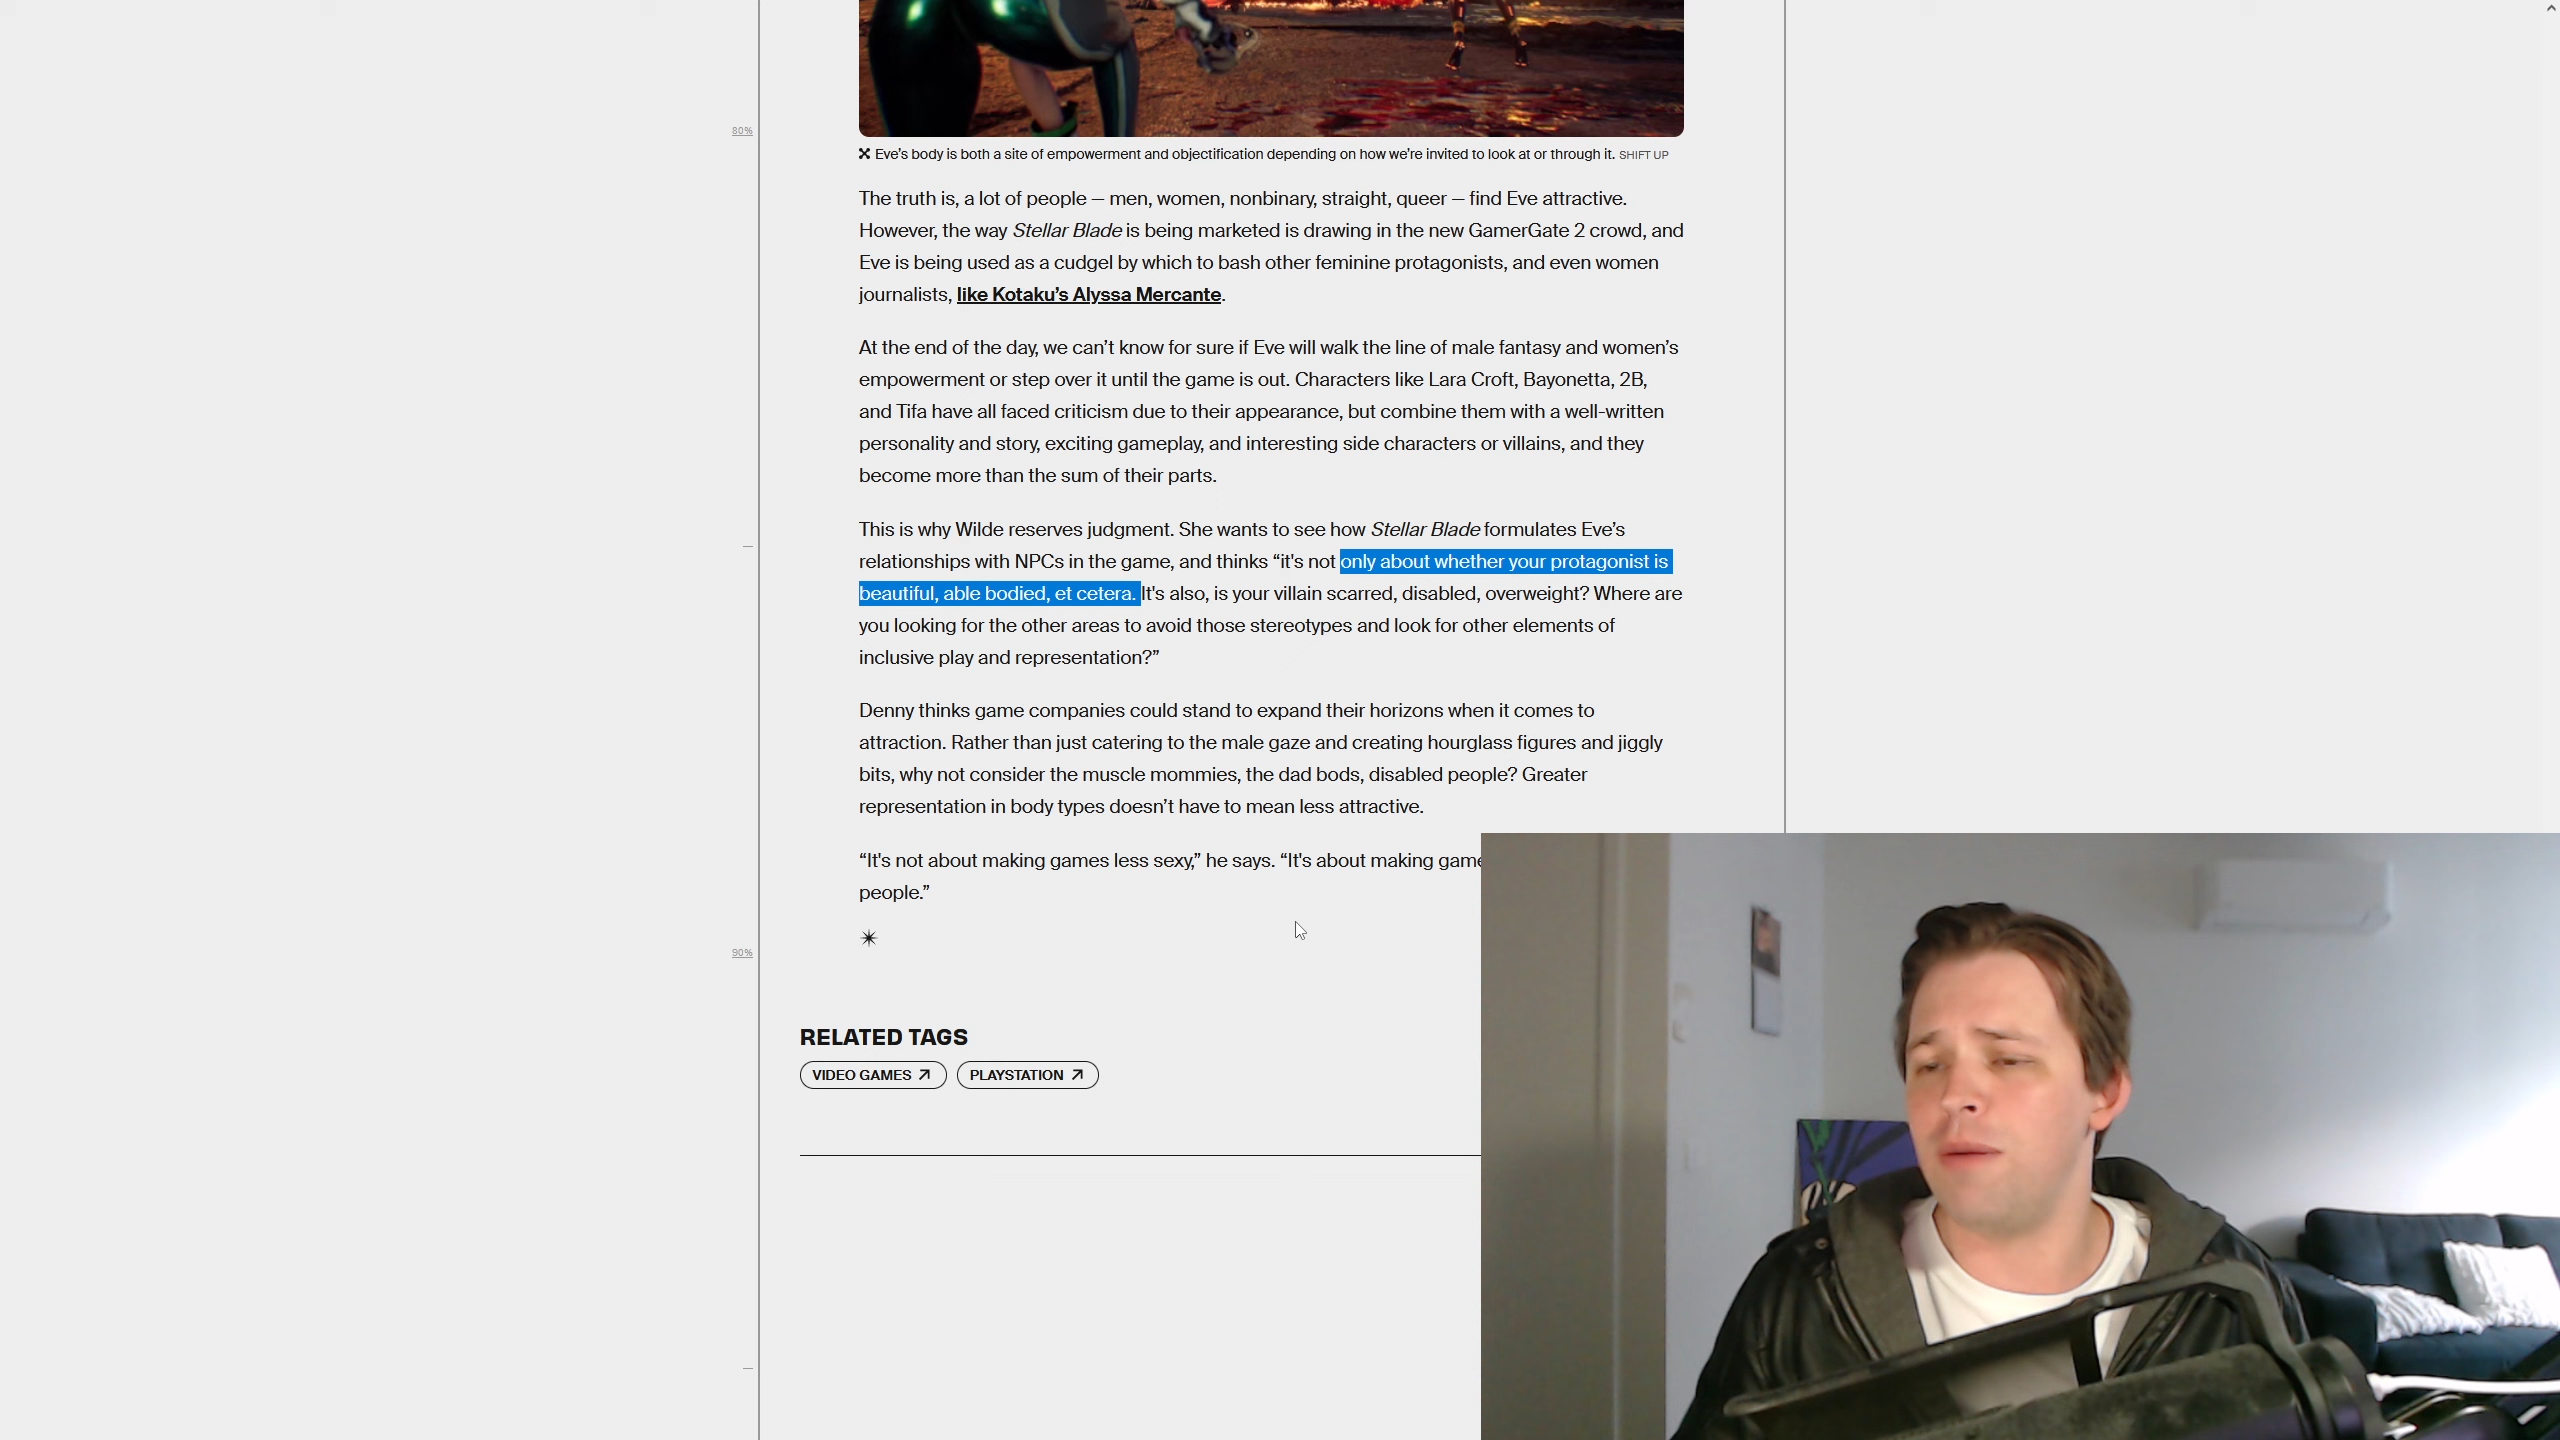 80%
Eve’s body is both a site of empowerment and objectification depending on how we’re invited to look at or through it. SHIFT UP
The truth is, a lot of people — men, women, nonbinary, straight, queer — find Eve attractive.
However, the way Stellar Blade is being marketed is drawing in the new GamerGate 2 crowd, and
Eve is being used as a cudgel by which to bash other feminine protagonists, and even women
journalists, like Kotaku’s Alyssa Mercante.
At the end of the day, we can’t know for sure if Eve will walk the line of male fantasy and women’s
empowerment or step over it until the game is out. Characters like Lara Croft, Bayonetta, 2B,
and Tifa have all faced criticism due to their appearance, but combine them with a well-written
personality and story, exciting gameplay, and interesting side characters or villains, and they
become more than the sum of their parts.
This is why Wilde reserves judgment. She wants to see how Stellar Blade formulates Eve’s
relationships with NPCs in the game, and thinks “it's not only about whether your protagonist is
beautiful, able bodied, et cetera. It's also, is your villain scarred, disabled, overweight? Where are
you looking for the other areas to avoid those stereotypes and look for other elements of
inclusive play and representation?”
Denny thinks game companies could stand to expand their horizons when it comes to
attraction. Rather than just catering to the male gaze and creating hourglass figures and jiggly
bits, why not consider the muscle mommies, the dad bods, disabled people? Greater
representation in body types doesn’t have to mean less attractive.
“It's not about making games less sexy,” he says. “It's about making game
people.”
90%
RELATED TAGS
VIDEO GAMES
PLAYSTATION